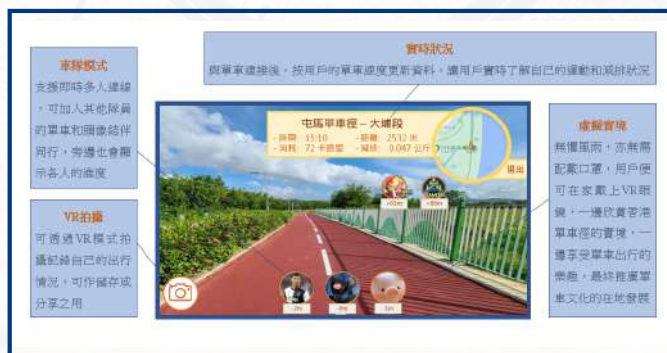 車隊模式
支援即時多人連線
，可加入其他隊員
的單車和頭像結伴
同行，旁邊也會顯
示各人的進度
實時狀況
與單車連接後，按用戶的單車速度更新資料，讓用戶實時了解自己的運動和減排狀況
屯馬單車徑 – 大埔段
- 時間: 15:10 - 距離: 2532 米
- 消耗: 72 卡路里 - 減排: 0.047 公斤
退出
虛擬實境
無懼風雨，亦無需
配戴口罩，用戶便
可在家戴上VR眼
鏡，一邊欣賞香港
單車徑的實境，一
邊享受單車出行的
樂趣，最終推廣單
車文化的在地發展
VR拍攝
可透過VR模式拍
攝紀錄自己的出行
情況，可作儲存或
分享之用